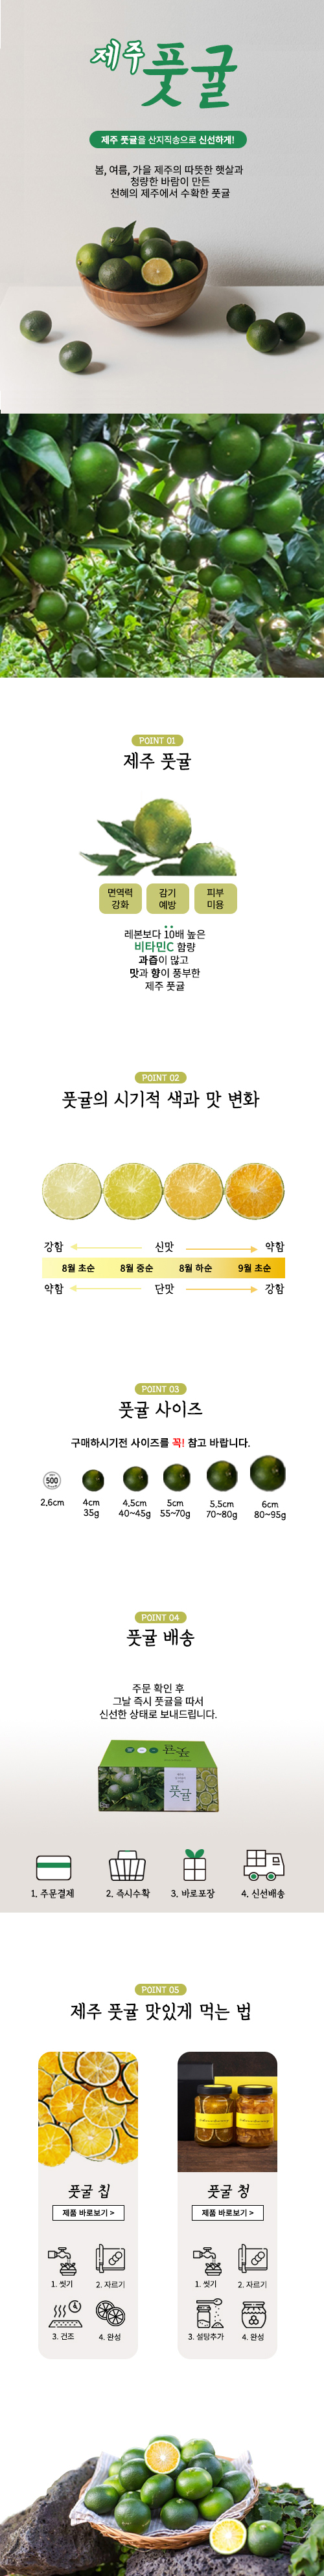 제주 풋귤
제주 풋귤을 산지직송으로 신선하게!
봄, 여름, 가을 제주의 따뜻한 햇살과
청량한 바람이 만든
천혜의 제주에서 수확한 풋귤
POINT 01
제주 풋귤
면역력
강화
감기
예방
피부
미용
레몬보다 10배 높은
비타민C 함량
과즙이 많고
맛과 향이 풍부한
제주 풋귤
POINT 02
풋귤의 시기적 색과 맛 변화
강함 신맛 약함
8월 초순 8월 중순 8월 하순 9월 초순
약함 단맛 강함
POINT 03
풋귤 사이즈
구매하시기전 사이즈를 꼭! 참고 바랍니다.
500
2.6cm
4cm
35g
4.5cm
40~45g
5cm
55~70g
5.5cm
70~80g
6cm
80~95g
POINT 04
풋귤 배송
주문 확인 후
그날 즉시 풋귤을 따서
신선한 상태로 보내드립니다.
풋귤
풋귤
1. 주문결제
2. 즉시수확
3. 바로포장
4. 신선배송
POINT 05
제주 풋귤 맛있게 먹는 법
풋귤 칩
제품 바로보기 >
1. 씻기
2. 자르기
3. 건조
4. 완성
풋귤 청
제품 바로보기 >
1. 씻기
2. 자르기
3. 설탕추가
4. 완성